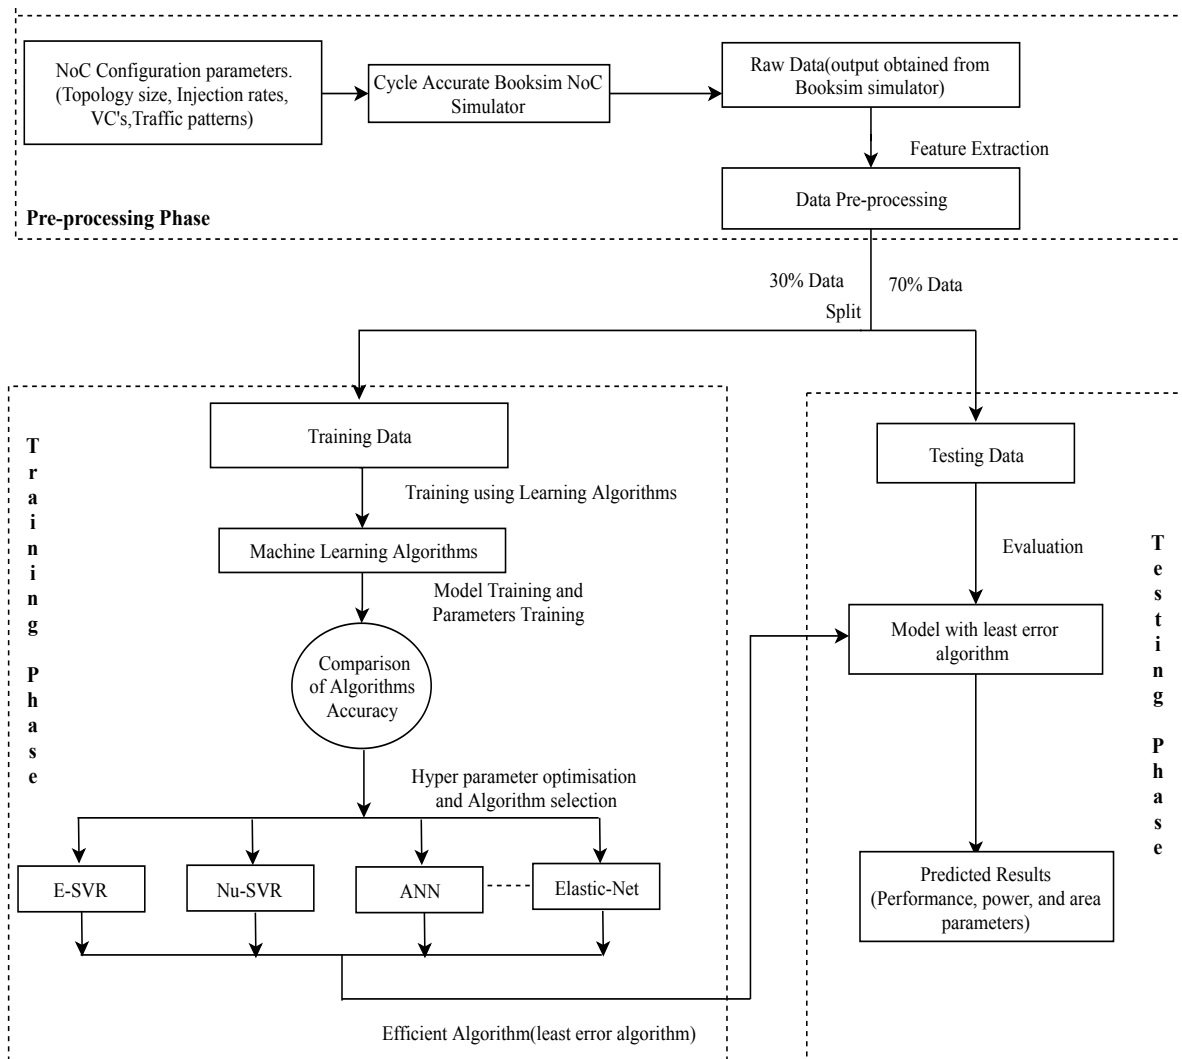 NoC Configuration parameters.
(Topology size, Injection rates,
VC's,Traffic patterns)
Cycle Accurate Booksim NoC
Simulator
Raw Data(output obtained from
Booksim simulator)
Feature Extraction
Data Pre-processing
Pre-processing Phase
30% Data
70% Data
Split
Training Phase
Training Data
Training using Learning Algorithms
Machine Learning Algorithms
Model Training and
Parameters Training
Comparison
of Algorithms
Accuracy
Hyper parameter optimisation
and Algorithm selection
E-SVR
Nu-SVR
ANN
Elastic-Net
Efficient Algorithm(least error algorithm)
Testing Data
Evaluation
Model with least error
algorithm
Predicted Results
(Performance, power, and area
parameters)
Testing Phase